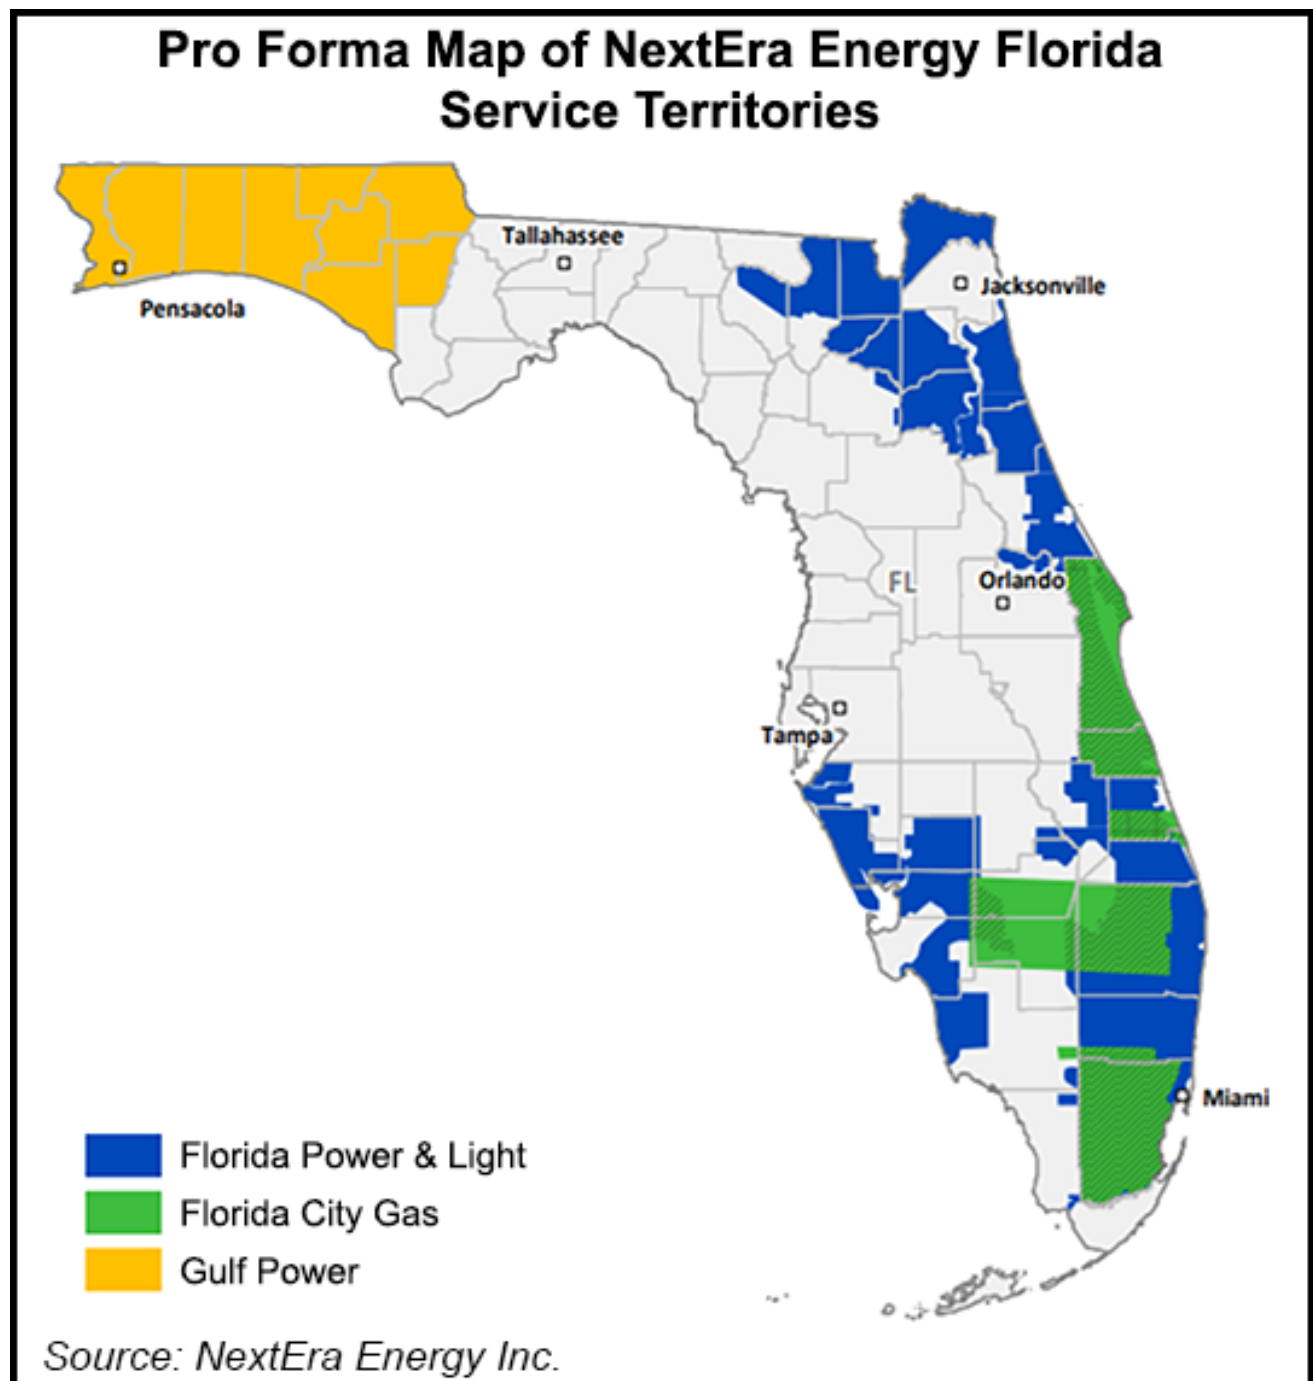 Pro Forma Map of NextEra Energy Florida
Service Territories
Tallahassee
Jacksonville
Pensacola
FL
Orlando
Tampa
Miami
Florida Power & Light
Florida City Gas
Gulf Power
Source: NextEra Energy Inc.